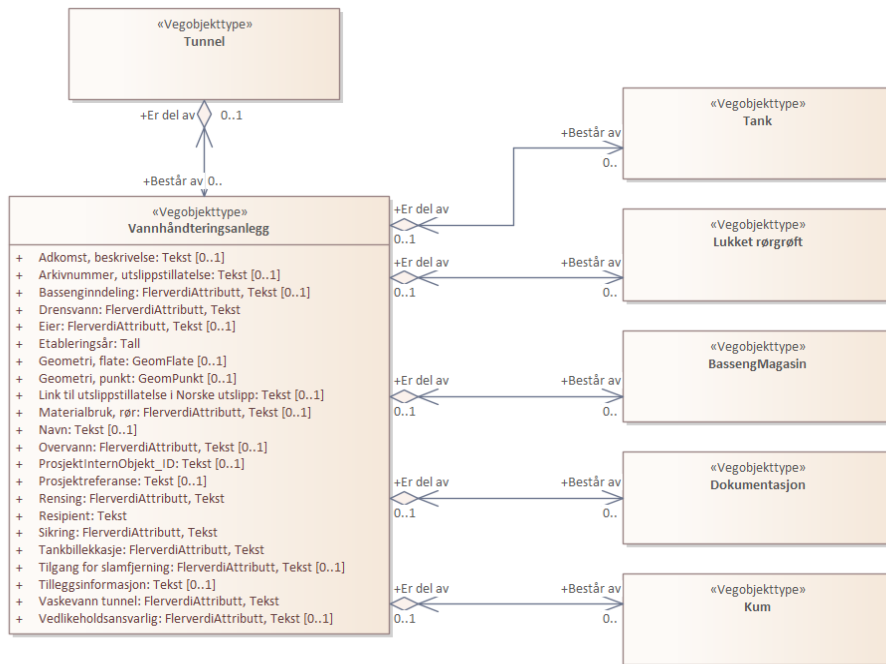 «Vegobjekttype»
Tunnel
+Er del av 0..1
+Består av 0..
«Vegobjekttype»
Vannhåndteringsanlegg
+ Adkomst, beskrivelse: Tekst [0..1]
+ Arkivnummer, utslippstillatelse: Tekst [0..1]
+ Bassenginndeling: FlerverdiAttributt, Tekst [0..1]
+ Drensvann: FlerverdiAttributt, Tekst
+ Eier: FlerverdiAttributt, Tekst [0..1]
+ Etableringsår: Tall
+ Geometri, flate: GeomFlate [0..1]
+ Geometri, punkt: GeomPunkt [0..1]
+ Link til utslippstillatelse i Norske utslipp: Tekst [0..1]
+ Materialbruk, rør: FlerverdiAttributt, Tekst [0..1]
+ Navn: Tekst [0..1]
+ Overvann: FlerverdiAttributt, Tekst [0..1]
+ ProsjektInternObjekt_ID: Tekst [0..1]
+ Prosjektreferanse: Tekst [0..1]
+ Rensing: FlerverdiAttributt, Tekst
+ Resipient: Tekst
+ Sikring: FlerverdiAttributt, Tekst
+ Tankbillekkasje: FlerverdiAttributt, Tekst
+ Tilgang for slamfjerning: FlerverdiAttributt, Tekst [0..1]
+ Tilleggsinformasjon: Tekst [0..1]
+ Vaskevann tunnel: FlerverdiAttributt, Tekst
+ Vedlikeholdsansvarlig: FlerverdiAttributt, Tekst [0..1]
+Er del av
0..1
+Består av
0..
«Vegobjekttype»
Tank
+Er del av
0..1
+Består av
0..
«Vegobjekttype»
Lukket rørgrøft
+Er del av
0..1
+Består av
0..
«Vegobjekttype»
BassengMagasin
+Er del av
0..1
+Består av
0..
«Vegobjekttype»
Dokumentasjon
+Er del av
0..1
+Består av
0..
«Vegobjekttype»
Kum